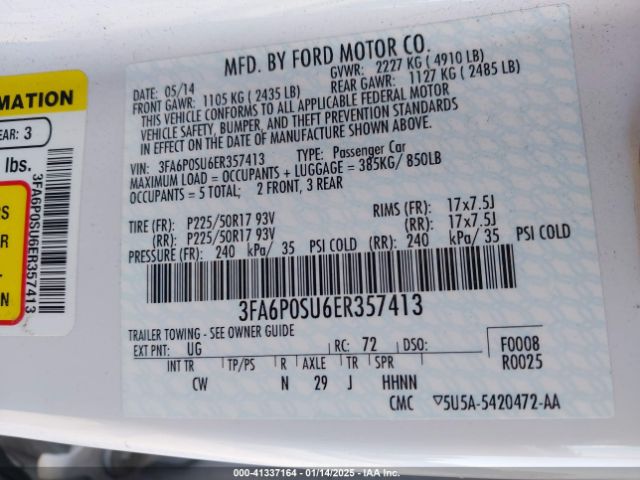 MFD. BY FORD MOTOR CO.
DATE: 05/14 GVWR: 2227 KG ( 4910 LB)
FRONT GAWR: 1105 KG ( 2435 LB) REAR GAWR: 1127 KG ( 2485 LB)
THIS VEHICLE CONFORMS TO ALL APPLICABLE FEDERAL MOTOR
VEHICLE SAFETY, BUMPER, AND THEFT PREVENTION STANDARDS
IN EFFECT ON THE DATE OF MANUFACTURE SHOWN ABOVE.
VIN: 3FA6P0SU6ER357413 TYPE: Passenger Car
MAXIMUM LOAD = OCCUPANTS + LUGGAGE = 385KG/ 850LB
OCCUPANTS = 5 TOTAL; 2 FRONT, 3 REAR
TIRE (FR): P225/50R17 93V RIMS (FR): 17x7.5J
(RR): P225/50R17 93V (RR): 17x7.5J
PRESSURE (FR): 240 kPa/ 35 PSI COLD (RR): 240 kPa/ 35 PSI COLD
3FA6P0SU6ER357413
TRAILER TOWING - SEE OWNER GUIDE
EXT PNT: UG RC: 72 DSO: F0008
R0025
INT TR TP/PS R AXLE TR SPR
CW N 29 J HHNN
CMC ▽5U5A-5420472-AA
RMATION
EAR: 3
lbs.
3FA6P0SU6ER357413
S
R
ON
000-41337164 - 01/14/2025 - IAA Inc.